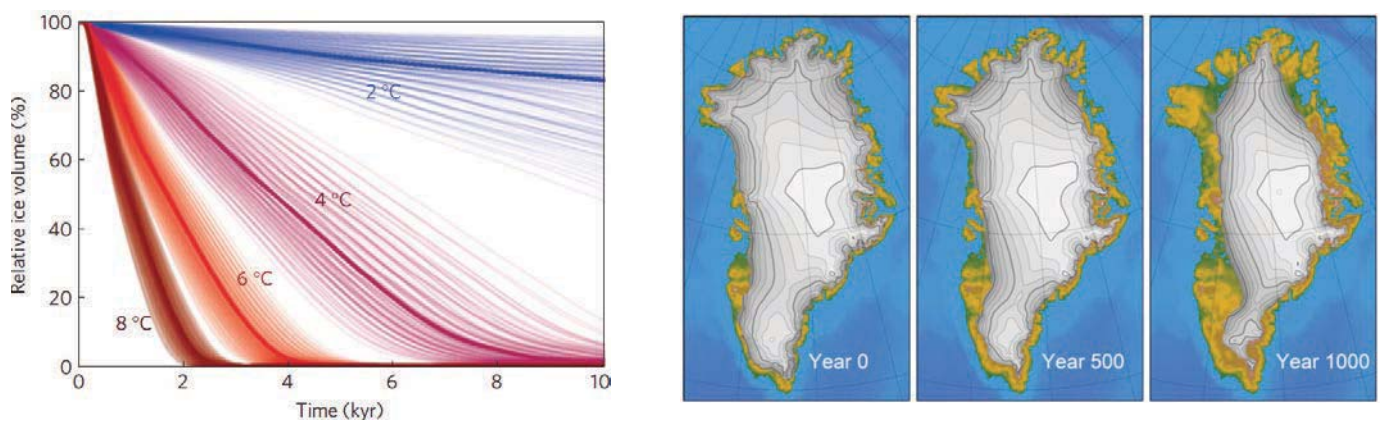 100
80
60
40
20
0
Relative ice volume (%)
2 °C
4 °C
6 °C
8 °C
0 2 4 6 8 10
Time (kyr)
Year 0
Year 500
Year 1000